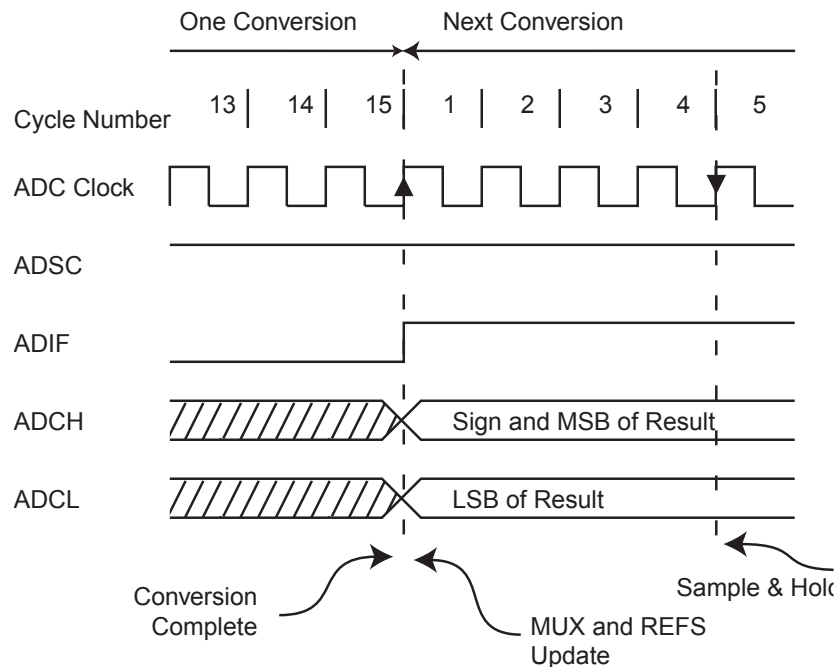 One Conversion Next Conversion
Cycle Number 13 14 15 1 2 3 4 5
ADC Clock
ADSC
ADIF
ADCH Sign and MSB of Result
ADCL LSB of Result
Conversion
Complete
MUX and REFS
Update
Sample & Hold